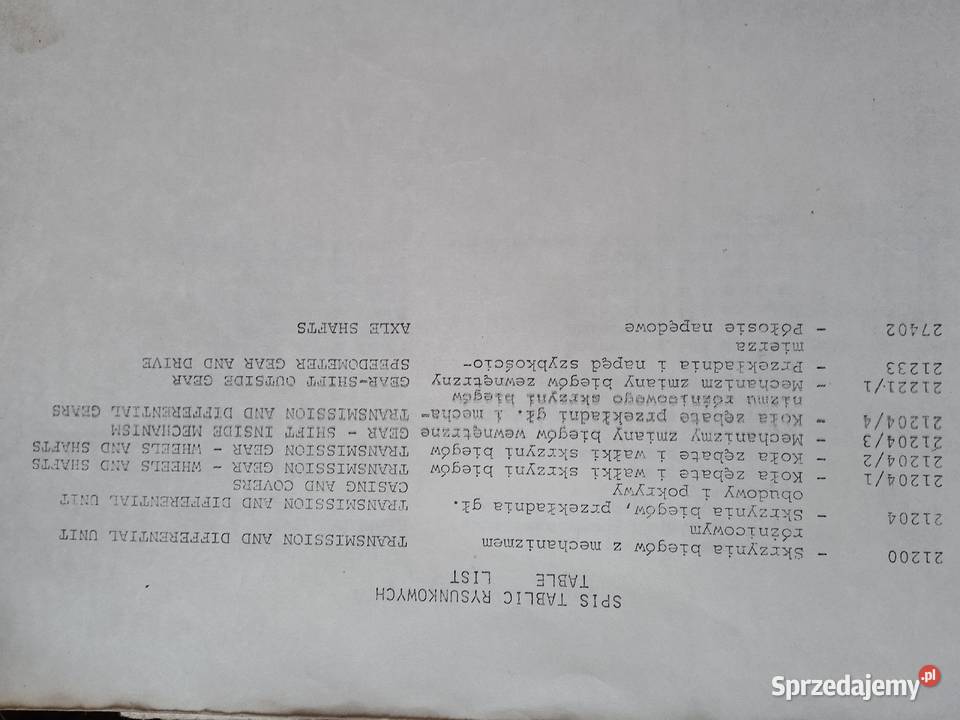 SPIS TABLIC RYSUNKOWYCH
TABLE LIST
21200 - Skrzynia biegów z mechanizmem TRANSMISSION AND DIFFERENTIAL UNIT
różnicowym
21204 - Skrzynia biegów, przekładnia gł. TRANSMISSION AND DIFFERENTIAL UNIT
obudowy i pokrywy CASING AND COVERS
21204/1 - Koła zębate i wałki skrzyni biegów TRANSMISSION GEAR - WHEELS AND SHAFTS
21204/2 - Koła zębate i wałki skrzyni biegów TRANSMISSION GEAR - WHEELS AND SHAFTS
21204/3 - Mechanizmy zmiany biegów wewnętrzne GEAR - SHIFT INSIDE MECHANISM
21204/4 - Koła zębate przekładni gł. i mecha- TRANSMISSION AND DIFFERENTIAL GEARS
nizmu różnicowego skrzyni biegów
21221/1 - Mechanizm zmiany biegów zewnętrzny GEAR-SHIFT OUTSIDE GEAR
21233 - Przekładnia i napęd szybkościo- SPEEDOMETER GEAR AND DRIVE
mierza
27402 - Półosie napędowe AXLE SHAFTS
Sprzedajemy.pl